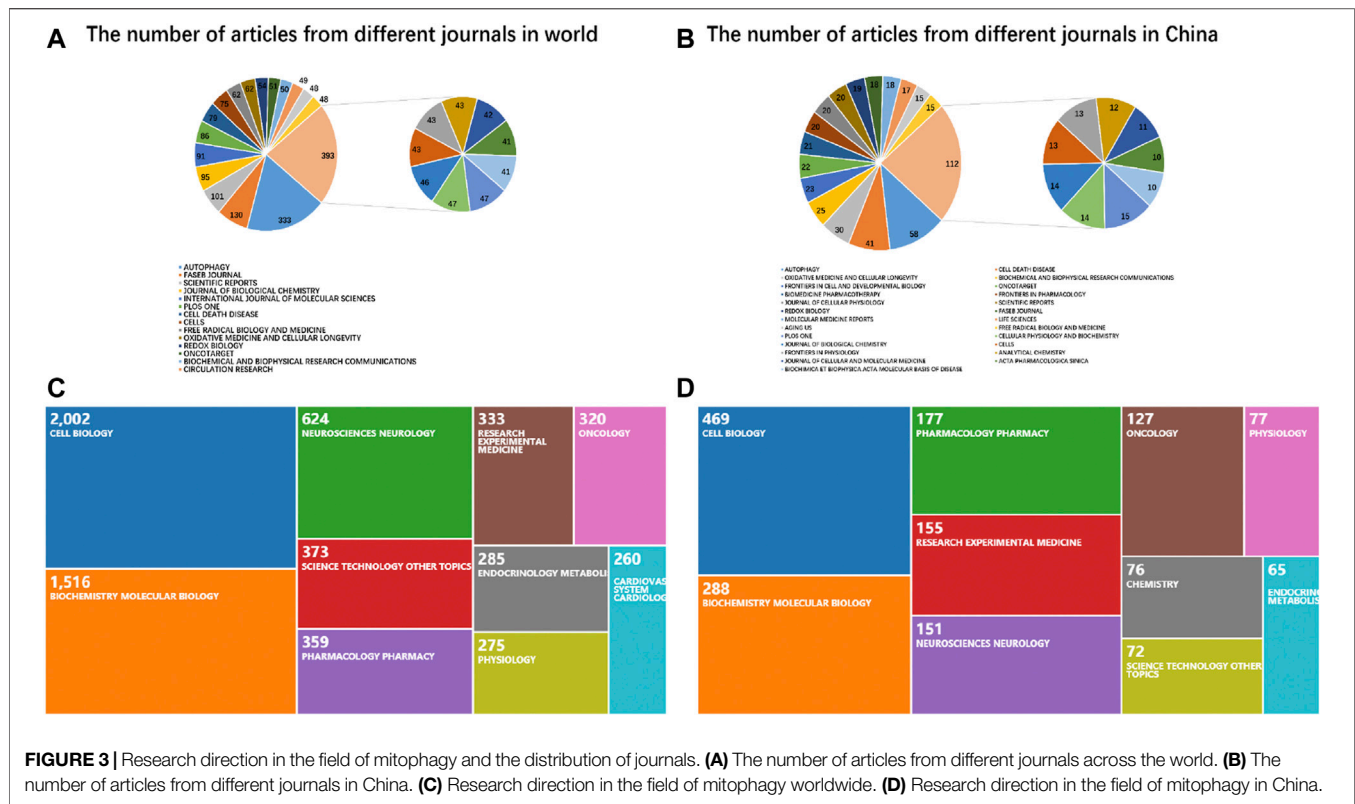 A The number of articles from different journals in world
49
48
48
50
51
54
62
62
75
79
86
91
95
101
130
333
393
43
42
41
41
47
47
46
43
43
AUTOPHAGY
FASEB JOURNAL
SCIENTIFIC REPORTS
JOURNAL OF BIOLOGICAL CHEMISTRY
INTERNATIONAL JOURNAL OF MOLECULAR SCIENCES
PLOS ONE
CELL DEATH DISEASE
CELLS
FREE RADICAL BIOLOGY AND MEDICINE
OXIDATIVE MEDICINE AND CELLULAR LONGEVITY
REDOX BIOLOGY
ONCOTARGET
BIOCHEMICAL AND BIOPHYSICAL RESEARCH COMMUNICATIONS
CIRCULATION RESEARCH
B The number of articles from different journals in China
18
18
17
15
15
19
20
20
20
21
22
23
25
30
41
58
112
12
11
10
10
15
14
14
13
13
AUTOPHAGY
OXIDATIVE MEDICINE AND CELLULAR LONGEVITY
FRONTIERS IN CELL AND DEVELOPMENTAL BIOLOGY
BIOMEDICINE PHARMACOTHERAPY
JOURNAL OF CELLULAR PHYSIOLOGY
REDOX BIOLOGY
MOLECULAR MEDICINE REPORTS
AGING US
PLOS ONE
JOURNAL OF BIOLOGICAL CHEMISTRY
FRONTIERS IN PHYSIOLOGY
JOURNAL OF CELLULAR AND MOLECULAR MEDICINE
BIOCHIMICA ET BIOPHYSICA ACTA MOLECULAR BASIS OF DISEASE
CELL DEATH DISEASE
BIOCHEMICAL AND BIOPHYSICAL RESEARCH COMMUNICATIONS
ONCOTARGET
FRONTIERS IN PHARMACOLOGY
SCIENTIFIC REPORTS
FASEB JOURNAL
LIFE SCIENCES
FREE RADICAL BIOLOGY AND MEDICINE
CELLULAR PHYSIOLOGY AND BIOCHEMISTRY
CELLS
ANALYTICAL CHEMISTRY
ACTA PHARMACOLOGICA SINICA
C
2,002
CELL BIOLOGY
1,516
BIOCHEMISTRY MOLECULAR BIOLOGY
624
NEUROSCIENCES NEUROLOGY
373
SCIENCE TECHNOLOGY OTHER TOPICS
359
PHARMACOLOGY PHARMACY
333
RESEARCH
EXPERIMENTAL
MEDICINE
320
ONCOLOGY
285
ENDOCRINOLOGY METABOLI
275
PHYSIOLOGY
260
CARDIOVAS
SYSTEM
CARDIOLOG
D
469
CELL BIOLOGY
288
BIOCHEMISTRY MOLECULAR BIOLOGY
177
PHARMACOLOGY PHARMACY
155
RESEARCH EXPERIMENTAL MEDICINE
151
NEUROSCIENCES NEUROLOGY
127
ONCOLOGY
77
PHYSIOLOGY
76
CHEMISTRY
72
SCIENCE TECHNOLOGY OTHER
TOPICS
65
ENDOCRINO
METABOLIS
FIGURE 3 | Research direction in the field of mitophagy and the distribution of journals. (A) The number of articles from different journals across the world. (B) The
number of articles from different journals in China. (C) Research direction in the field of mitophagy worldwide. (D) Research direction in the field of mitophagy in China.